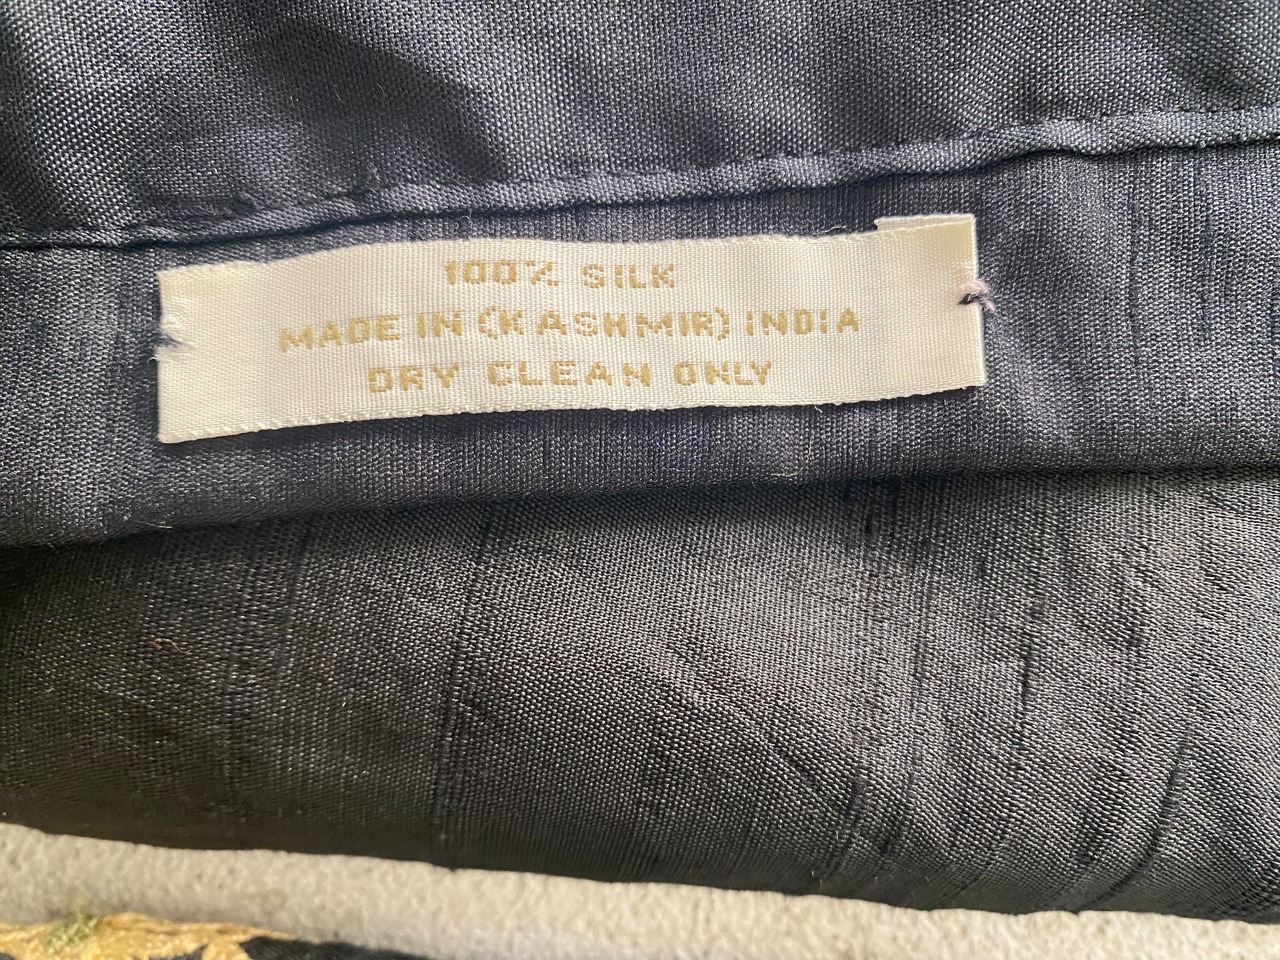 100% SILK
MADE IN (KASHMIR) INDIA
DRY CLEAN ONLY